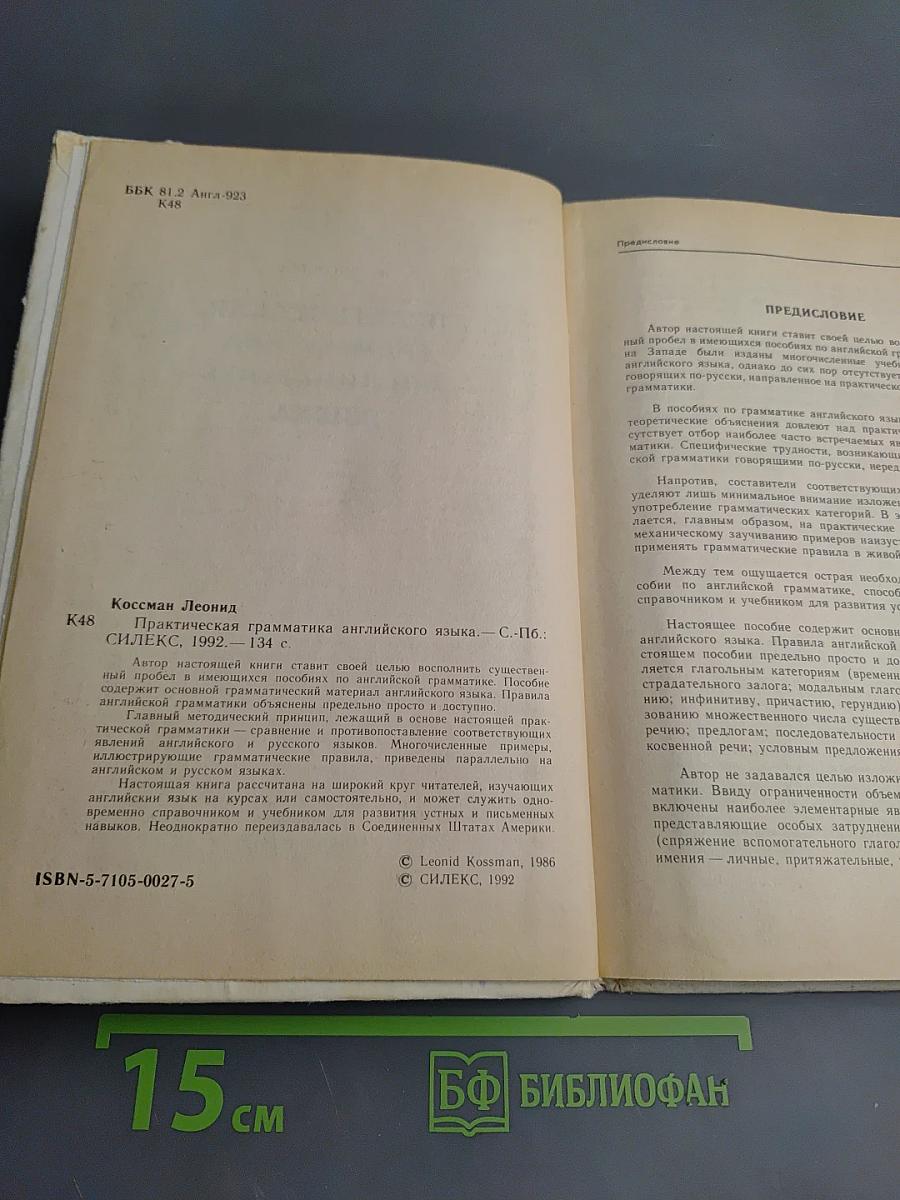 ББК 81.2 Англ-923
К48
Коссман Леонид
К48
Практическая грамматика английского языка.— С.-Пб.:
СИЛЕКС, 1992.— 134 с.
Автор настоящей книги ставит своей целью восполнить существен-
ный пробел в имеющихся пособиях по английской грамматике. Пособие
содержит основной грамматический материал английского языка. Правила
английской грамматики объяснены предельно просто и доступно.
Главный методический принцип, лежащий в основе настоящей прак-
тической грамматики — сравнение и противопоставление соответствующих
явлений английского и русского языков. Многочисленные примеры,
иллюстрирующие грамматические правила, приведены параллельно на
английском и русском языках.
Настоящая книга рассчитана на широкий круг читателей, изучающих
английский язык на курсах или самостоятельно, и может служить одно-
временно справочником и учебником для развития устных и письменных
навыков. Неоднократно переиздавалась в Соединенных Штатах Америки.
© Leonid Kossman, 1986
© СИЛЕКС, 1992
ISBN-5-7105-0027-5
Предисловие
ПРЕДИСЛОВИЕ
Автор настоящей книги ставит своей целью во
ный пробел в имеющихся пособиях по английской г
на Западе были изданы многочисленные учеб
английского языка, однако до сих пор отсутствует
говорящих по-русски, направленное на практическо
грамматики.
В пособиях по грамматике английского язы
теоретические объяснения довлеют над практич
сутствует отбор наиболее часто встречаемых яв
матики. Специфические трудности, возникающи
ской грамматики говорящими по-русски, неред
Напротив, составители соответствующих
уделяют лишь минимальное внимание изложен
употребление грамматических категорий. В э
лается, главным образом, на практические
механическому заучиванию примеров наизус
применять грамматические правила в живой
Между тем ощущается острая необход
собии по английской грамматике, способ
справочником и учебником для развития ус
Настоящее пособие содержит основн
английского языка. Правила английской
стоящем пособии предельно просто и до
ляется глагольным категориям (времен
страдательного залога; модальным глаг
нию; инфинитиву, причастию, герундию)
зованию множественного числа сущест
речию; предлогам; последовательности
косвенной речи; условным предложения
Автор не задавался целью изложи
матики. Ввиду ограниченности объем
включены наиболее элементарные яв
представляющие особых затруднени
(спряжение вспомогательного глагол
имения — личные, притяжательные,
15 см
БФ БИБЛИОФАН